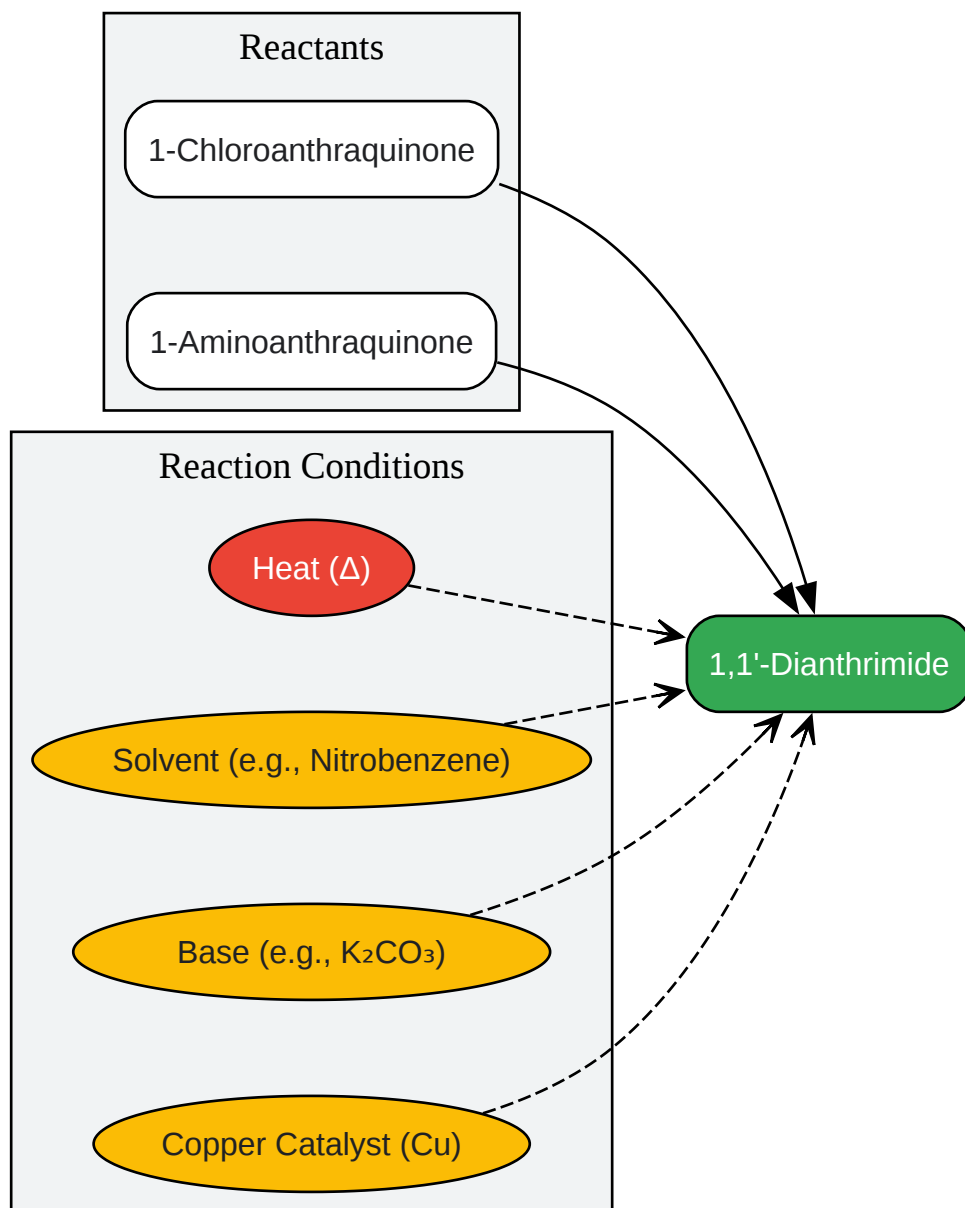 Reactants
1-Chloroanthraquinone
1-Aminoanthraquinone
Reaction Conditions
Heat (Δ)
1,1'-Dianthrimide
Solvent (e.g., Nitrobenzene)
Base (e.g., K₂CO₃)
Copper Catalyst (Cu)